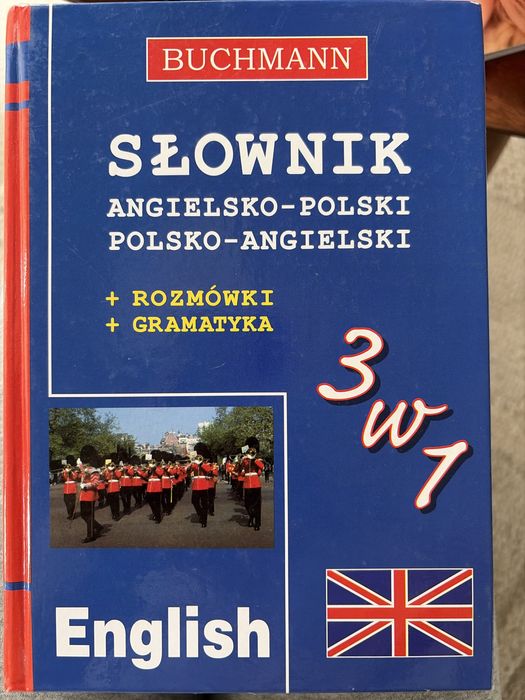 BUCHMANN
SŁOWNIK
ANGIELSKO-POLSKI
POLSKO-ANGIELSKI
+ ROZMÓWKI
+ GRAMATYKA
3 w 1
English